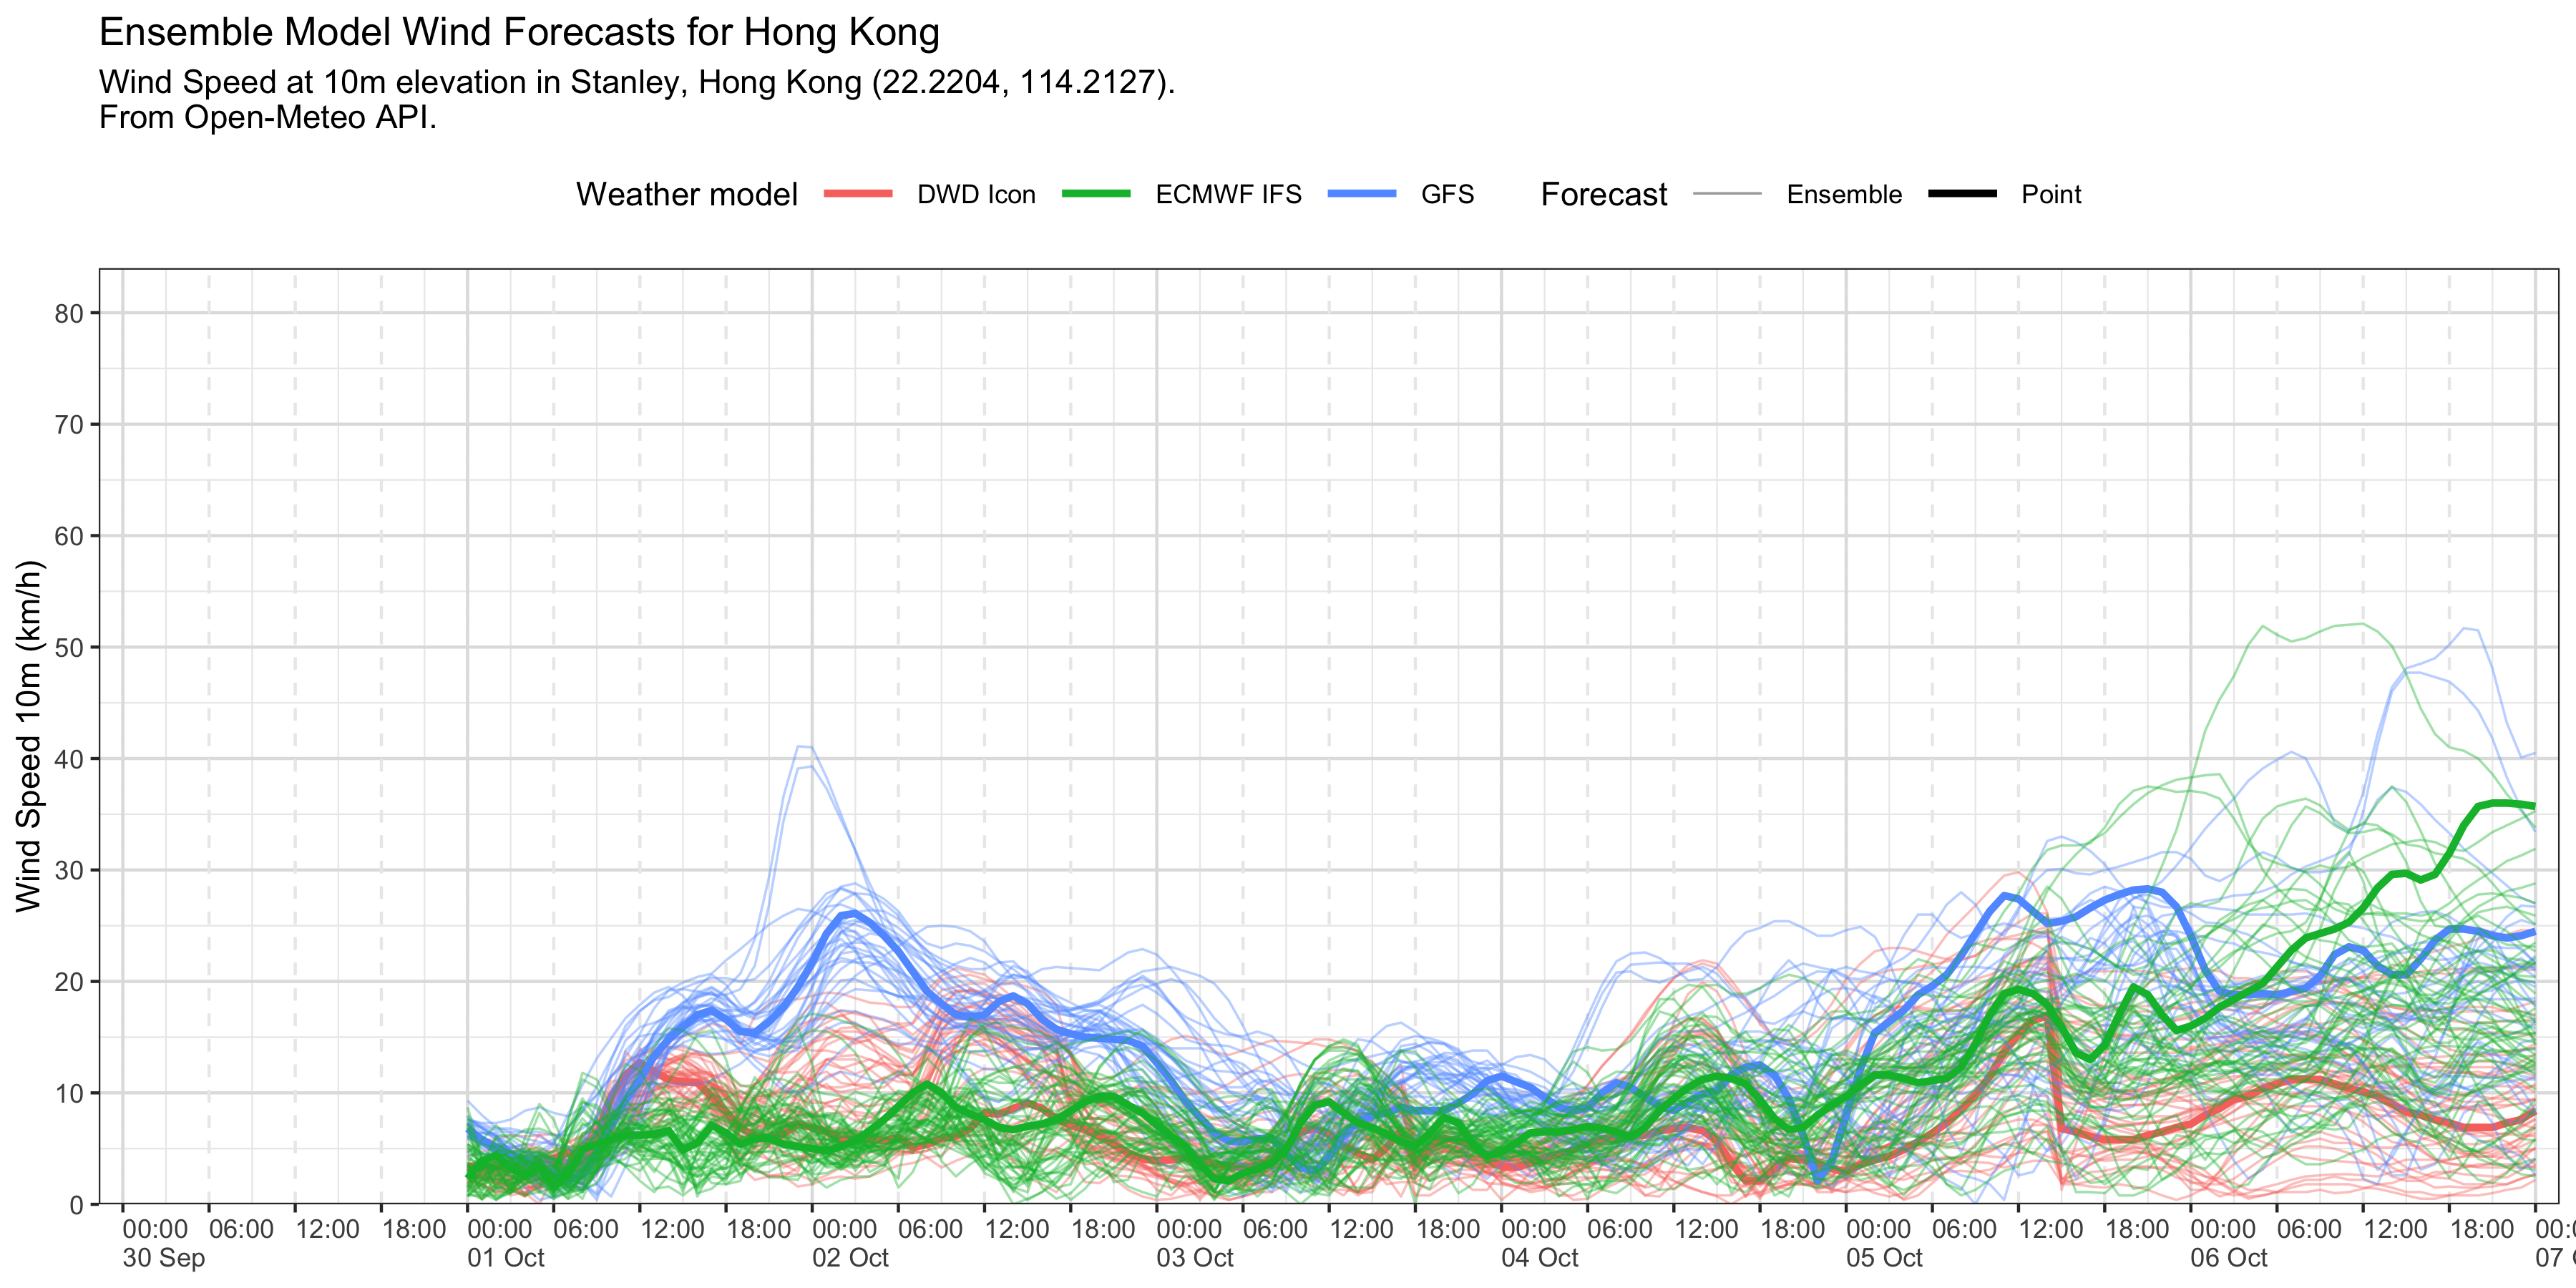 Ensemble Model Wind Forecasts for Hong Kong
Wind Speed at 10m elevation in Stanley, Hong Kong (22.2204, 114.2127).
From Open-Meteo API.
Weather model DWD Icon ECMWF IFS GFS Forecast Ensemble Point
Wind Speed 10m (km/h)
80
70
60
50
40
30
20
10
0
00:00 06:00 12:00 18:00 00:00 06:00 12:00 18:00 00:00 06:00 12:00 18:00 00:00 06:00 12:00 18:00 00:00 06:00 12:00 18:00 00:00 06:00 12:00 18:00 00:00 06:00 12:00 18:00
30 Sep 01 Oct 02 Oct 03 Oct 04 Oct 05 Oct 06 Oct 07